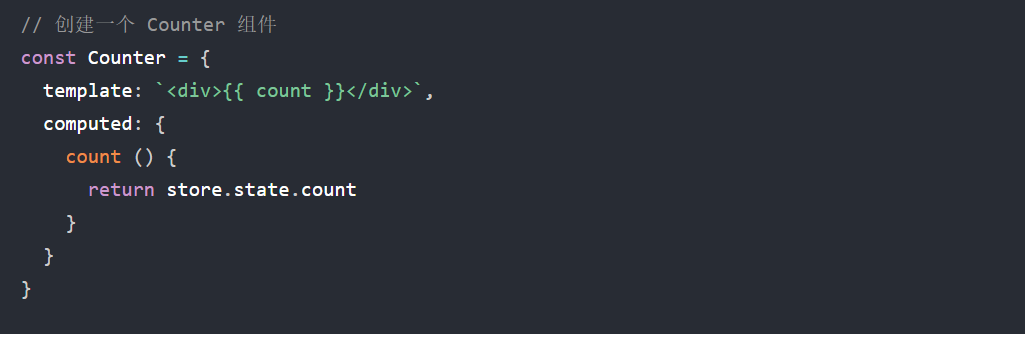 // 创建一个 Counter 组件
const Counter = {
  template: `<div>{{ count }}</div>`,
  computed: {
    count () {
      return store.state.count
    }
  }
}